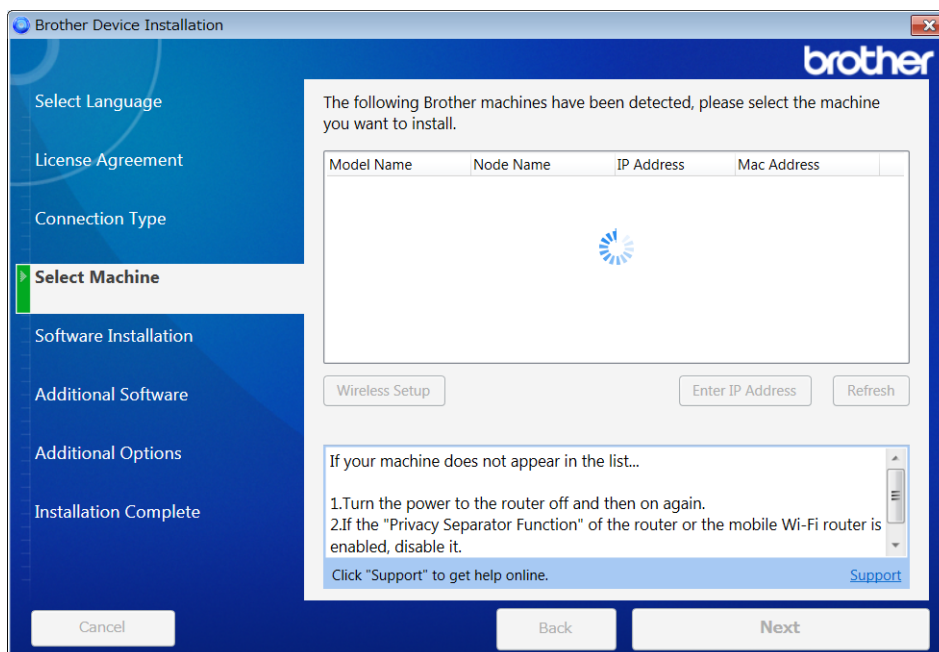 Brother Device Installation
brother
Select Language
License Agreement
Connection Type
Select Machine
Software Installation
Additional Software
Additional Options
Installation Complete
The following Brother machines have been detected, please select the machine
you want to install.
Model Name Node Name IP Address Mac Address
Wireless Setup Enter IP Address Refresh
If your machine does not appear in the list...
1.Turn the power to the router off and then on again.
2.If the "Privacy Separator Function" of the router or the mobile Wi-Fi router is
enabled, disable it.
Click "Support" to get help online. Support
Cancel Back Next